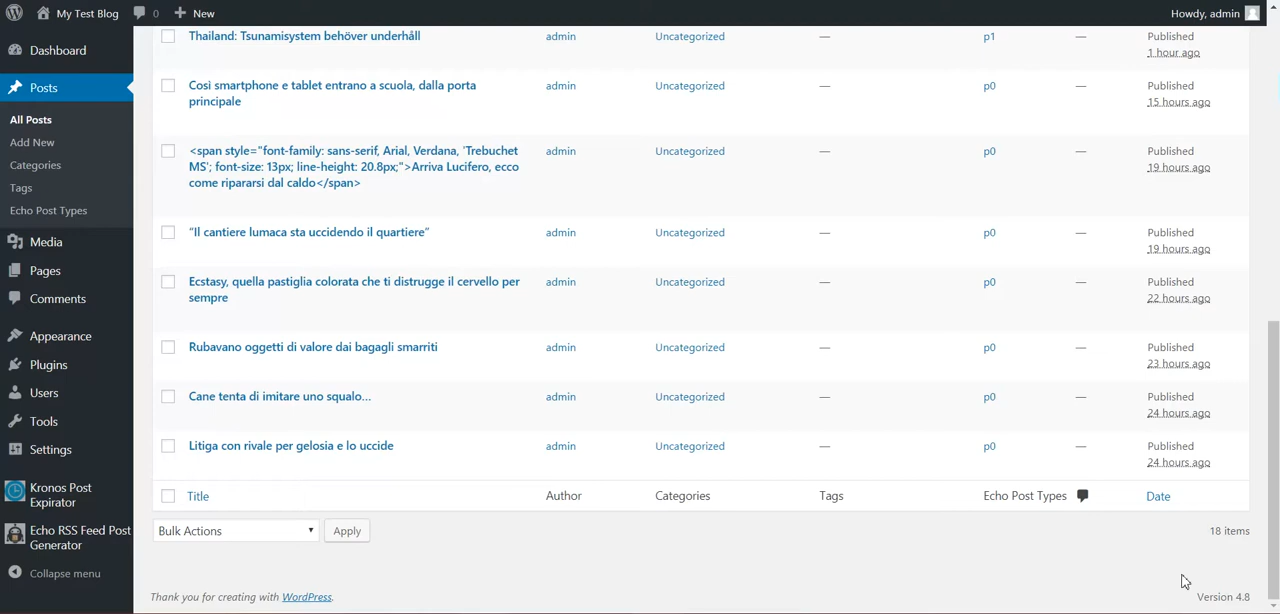 My Test Blog 0 New Howdy, admin
Dashboard
Posts
All Posts
Add New
Categories
Tags
Echo Post Types
Media
Pages
Comments
Appearance
Plugins
Users
Tools
Settings
Kronos Post
Expirator
Echo RSS Feed Post
Generator
Collapse menu
Thailand: Tsunamisystem behöver underhåll admin Uncategorized — p1 — Published
1 hour ago
Così smartphone e tablet entrano a scuola, dalla porta admin Uncategorized — p0 — Published
principale 15 hours ago
<span style="font-family: sans-serif, Arial, Verdana, 'Trebuchet admin Uncategorized — p0 — Published
MS'; font-size: 13px; line-height: 20.8px;">Arriva Lucifero, ecco 19 hours ago
come ripararsi dal caldo</span>
“Il cantiere lumaca sta uccidendo il quartiere” admin Uncategorized — p0 — Published
19 hours ago
Ecstasy, quella pastiglia colorata che ti distrugge il cervello per admin Uncategorized — p0 — Published
sempre 22 hours ago
Rubavano oggetti di valore dai bagagli smarriti admin Uncategorized — p0 — Published
23 hours ago
Cane tenta di imitare uno squalo… admin Uncategorized — p0 — Published
24 hours ago
Litiga con rivale per gelosia e lo uccide admin Uncategorized — p0 — Published
24 hours ago
Title Author Categories Tags Echo Post Types Date
Bulk Actions Apply 18 items
Thank you for creating with WordPress. Version 4.8